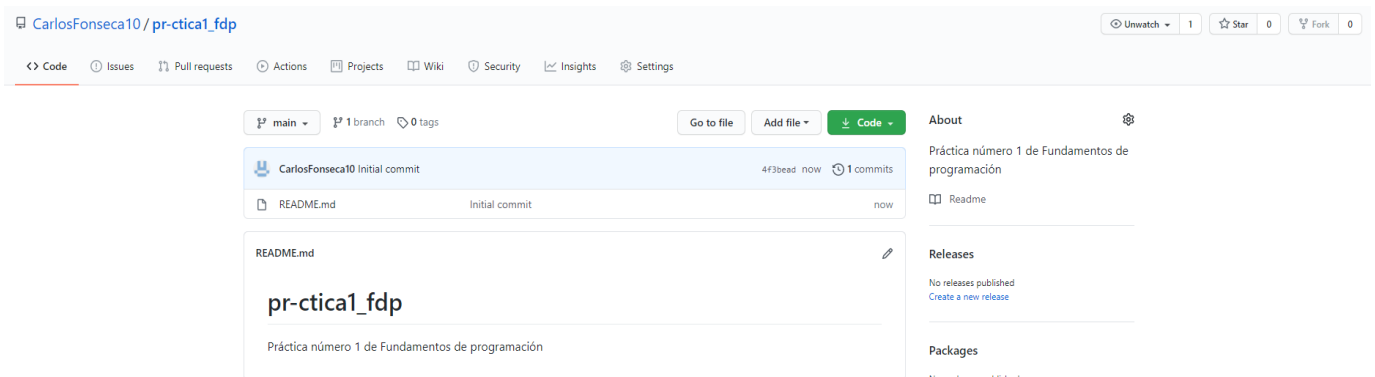 CarlosFonseca10 / pr-ctica1_fdp
Unwatch 1 Star 0 Fork 0
Code Issues Pull requests Actions Projects Wiki Security Insights Settings
main 1 branch 0 tags Go to file Add file Code
CarlosFonseca10 Initial commit 4f3bead now 1 commits
README.md Initial commit now
README.md
pr-ctica1_fdp
Práctica número 1 de Fundamentos de programación
About
Práctica número 1 de Fundamentos de
programación
Readme
Releases
No releases published
Create a new release
Packages